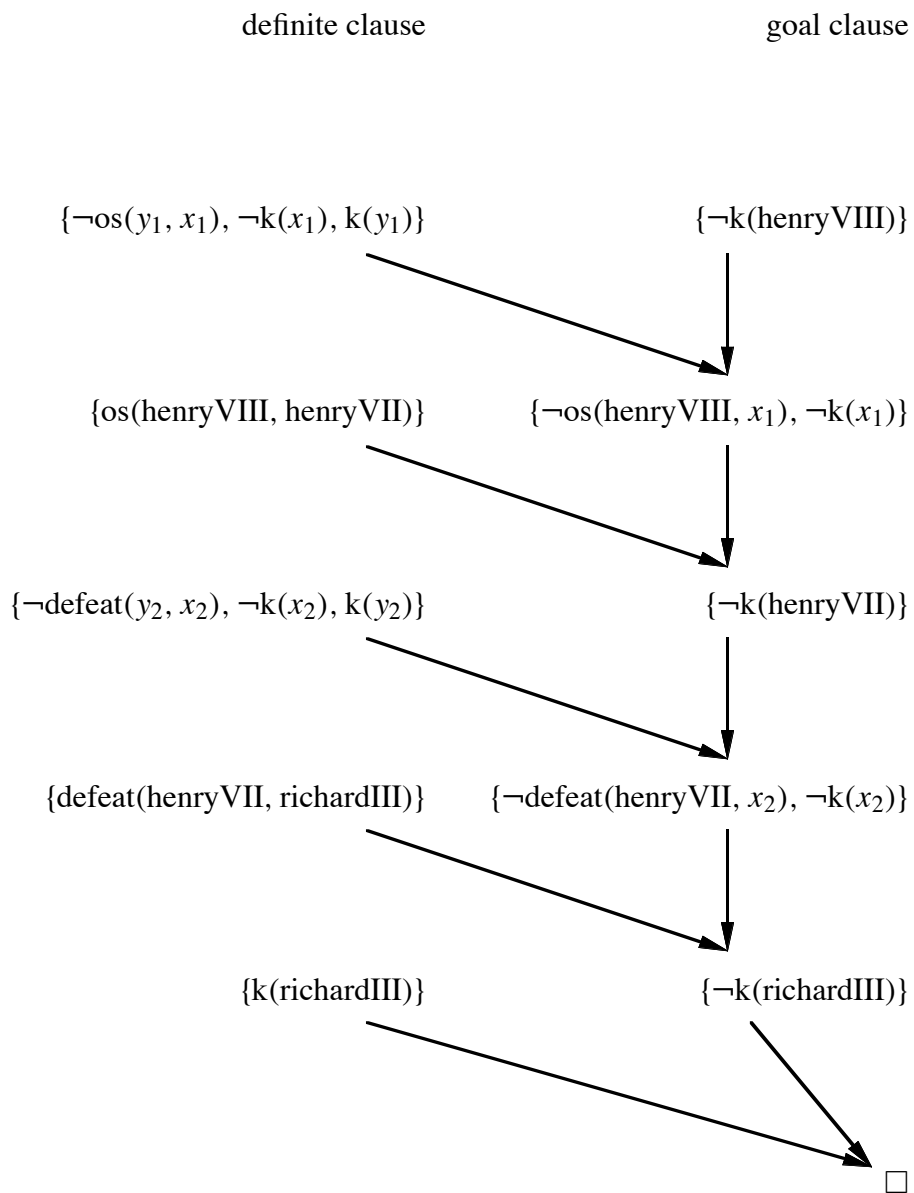 definite clause goal clause
{¬os(y₁, x₁), ¬k(x₁), k(y₁)} {¬k(henryVIII)}
{os(henryVIII, henryVII)} {¬os(henryVIII, x₁), ¬k(x₁)}
{¬defeat(y₂, x₂), ¬k(x₂), k(y₂)} {¬k(henryVII)}
{defeat(henryVII, richardIII)} {¬defeat(henryVII, x₂), ¬k(x₂)}
{k(richardIII)} {¬k(richardIII)}
□